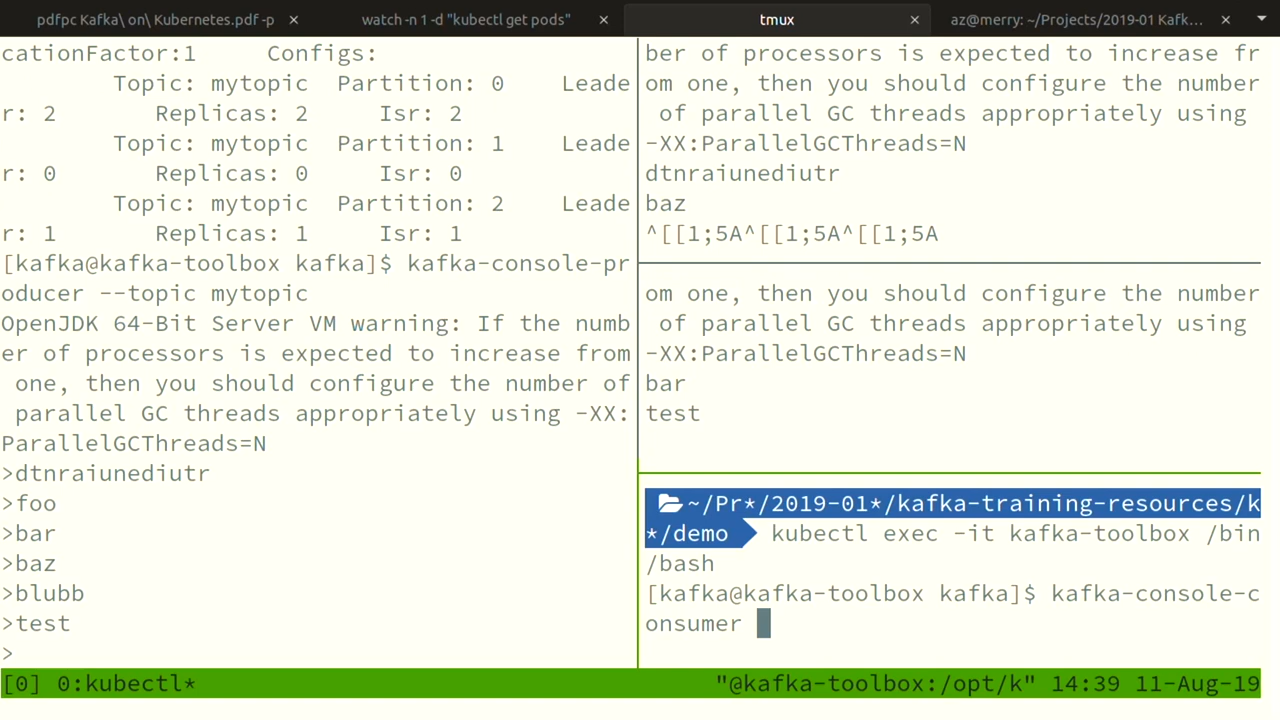 pdfpc Kafka\ on\ Kubernetes.pdf -p ×
watch -n 1 -d "kubectl get pods" ×
tmux ×
az@merry: ~/Projects/2019-01 Kafk... ×
cationFactor:1     Configs:
        Topic: mytopic  Partition: 0    Leade
r: 2       Replicas: 2     Isr: 2
        Topic: mytopic  Partition: 1    Leade
r: 0       Replicas: 0     Isr: 0
        Topic: mytopic  Partition: 2    Leade
r: 1       Replicas: 1     Isr: 1
[kafka@kafka-toolbox kafka]$ kafka-console-pr
oducer --topic mytopic
OpenJDK 64-Bit Server VM warning: If the numb
er of processors is expected to increase from
 one, then you should configure the number of
 parallel GC threads appropriately using -XX:
ParallelGCThreads=N
>dtnraiunediutr
>foo
>bar
>baz
>blubb
>test
>
ber of processors is expected to increase fr
om one, then you should configure the number
 of parallel GC threads appropriately using
-XX:ParallelGCThreads=N
dtnraiunediutr
baz
^[[1;5A^[[1;5A^[[1;5A
om one, then you should configure the number
 of parallel GC threads appropriately using
-XX:ParallelGCThreads=N
bar
test
~/Pr*/2019-01*/kafka-training-resources/k
*/demo kubectl exec -it kafka-toolbox /bin
/bash
[kafka@kafka-toolbox kafka]$ kafka-console-c
onsumer
[0] 0:kubectl* "@kafka-toolbox:/opt/k" 14:39 11-Aug-19